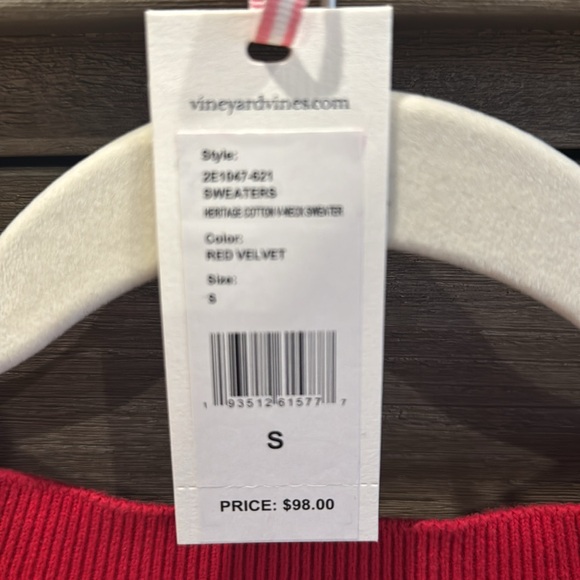 vineyardvines.com
Style:
2E1047-621
SWEATERS
HERITAGE COTTON V-NECK SWEATER
Color:
RED VELVET
Size:
S
1 93512 61577 7
S
PRICE: $98.00